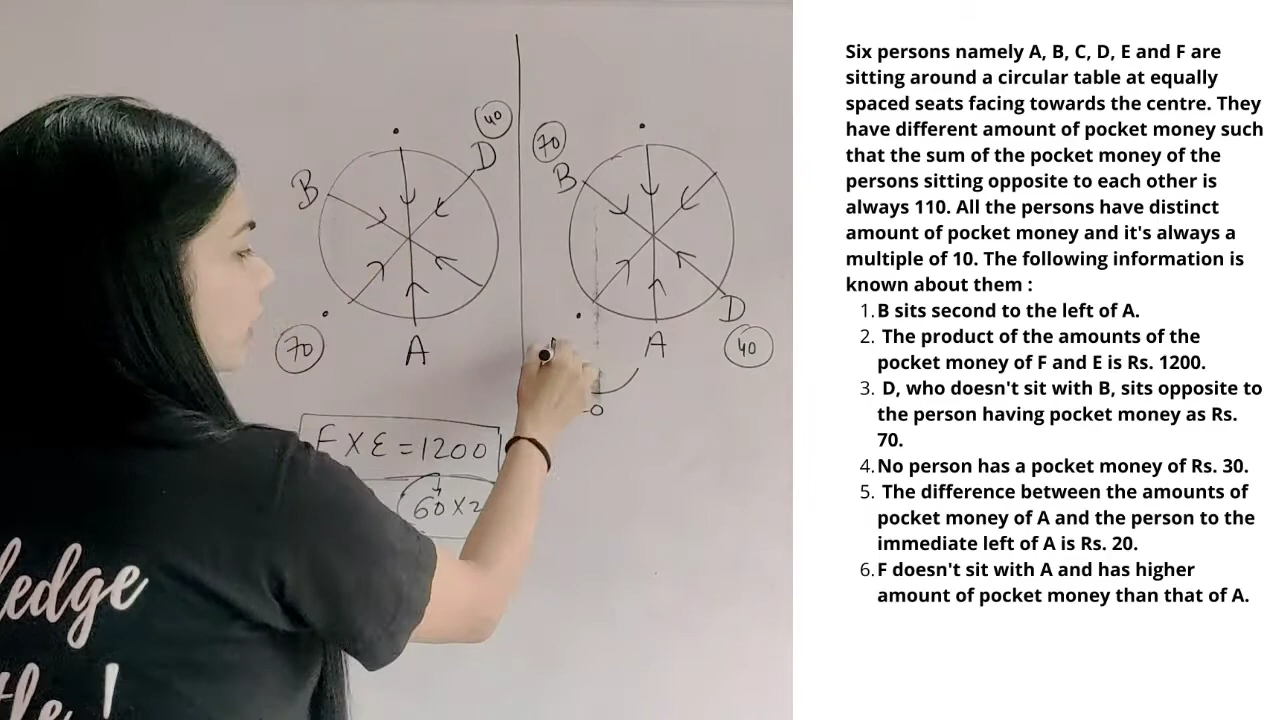 40
D
B
70
A
70
B
D
40
A
F X E = 1200
60 X 2
ledge
tle !
Six persons namely A, B, C, D, E and F are
sitting around a circular table at equally
spaced seats facing towards the centre. They
have different amount of pocket money such
that the sum of the pocket money of the
persons sitting opposite to each other is
always 110. All the persons have distinct
amount of pocket money and it's always a
multiple of 10. The following information is
known about them :
1. B sits second to the left of A.
2. The product of the amounts of the
pocket money of F and E is Rs. 1200.
3. D, who doesn't sit with B, sits opposite to
the person having pocket money as Rs.
70.
4. No person has a pocket money of Rs. 30.
5. The difference between the amounts of
pocket money of A and the person to the
immediate left of A is Rs. 20.
6. F doesn't sit with A and has higher
amount of pocket money than that of A.